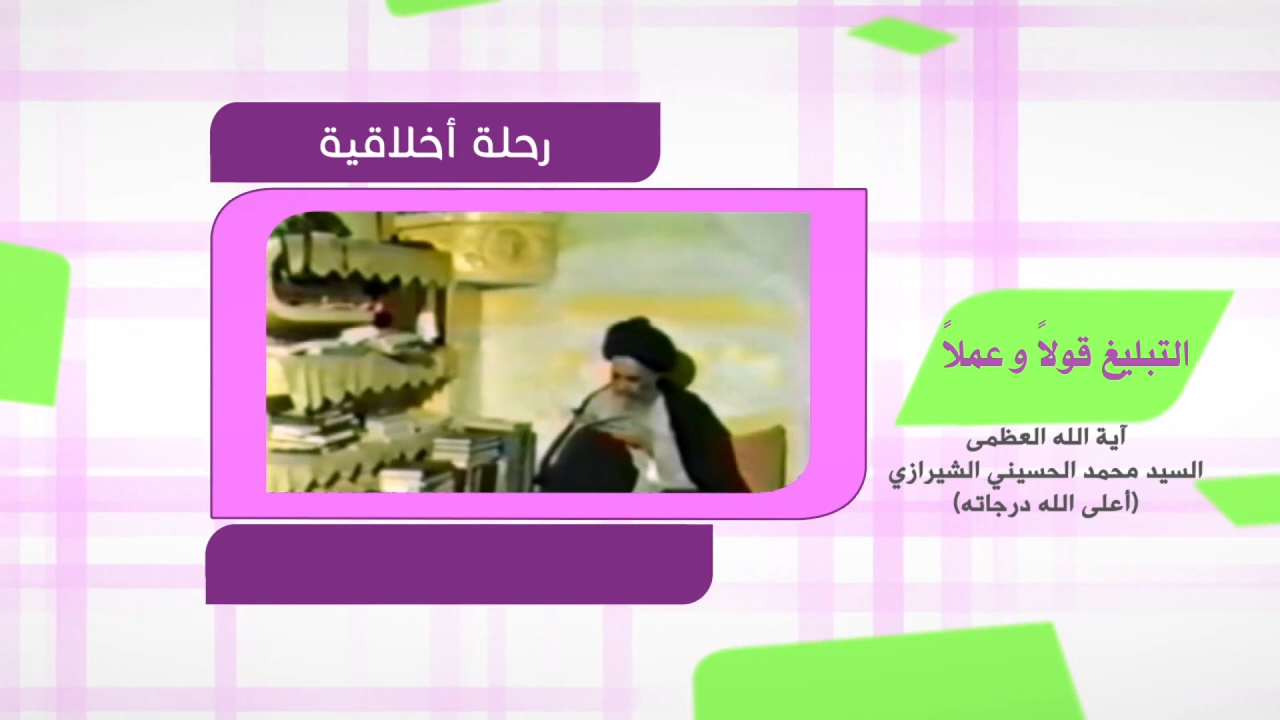 رحلة أخلاقية
التبليغ قولاً و عملاً
آية الله العظمى
السيد محمد الحسيني الشيرازي
(أعلى الله درجاته)